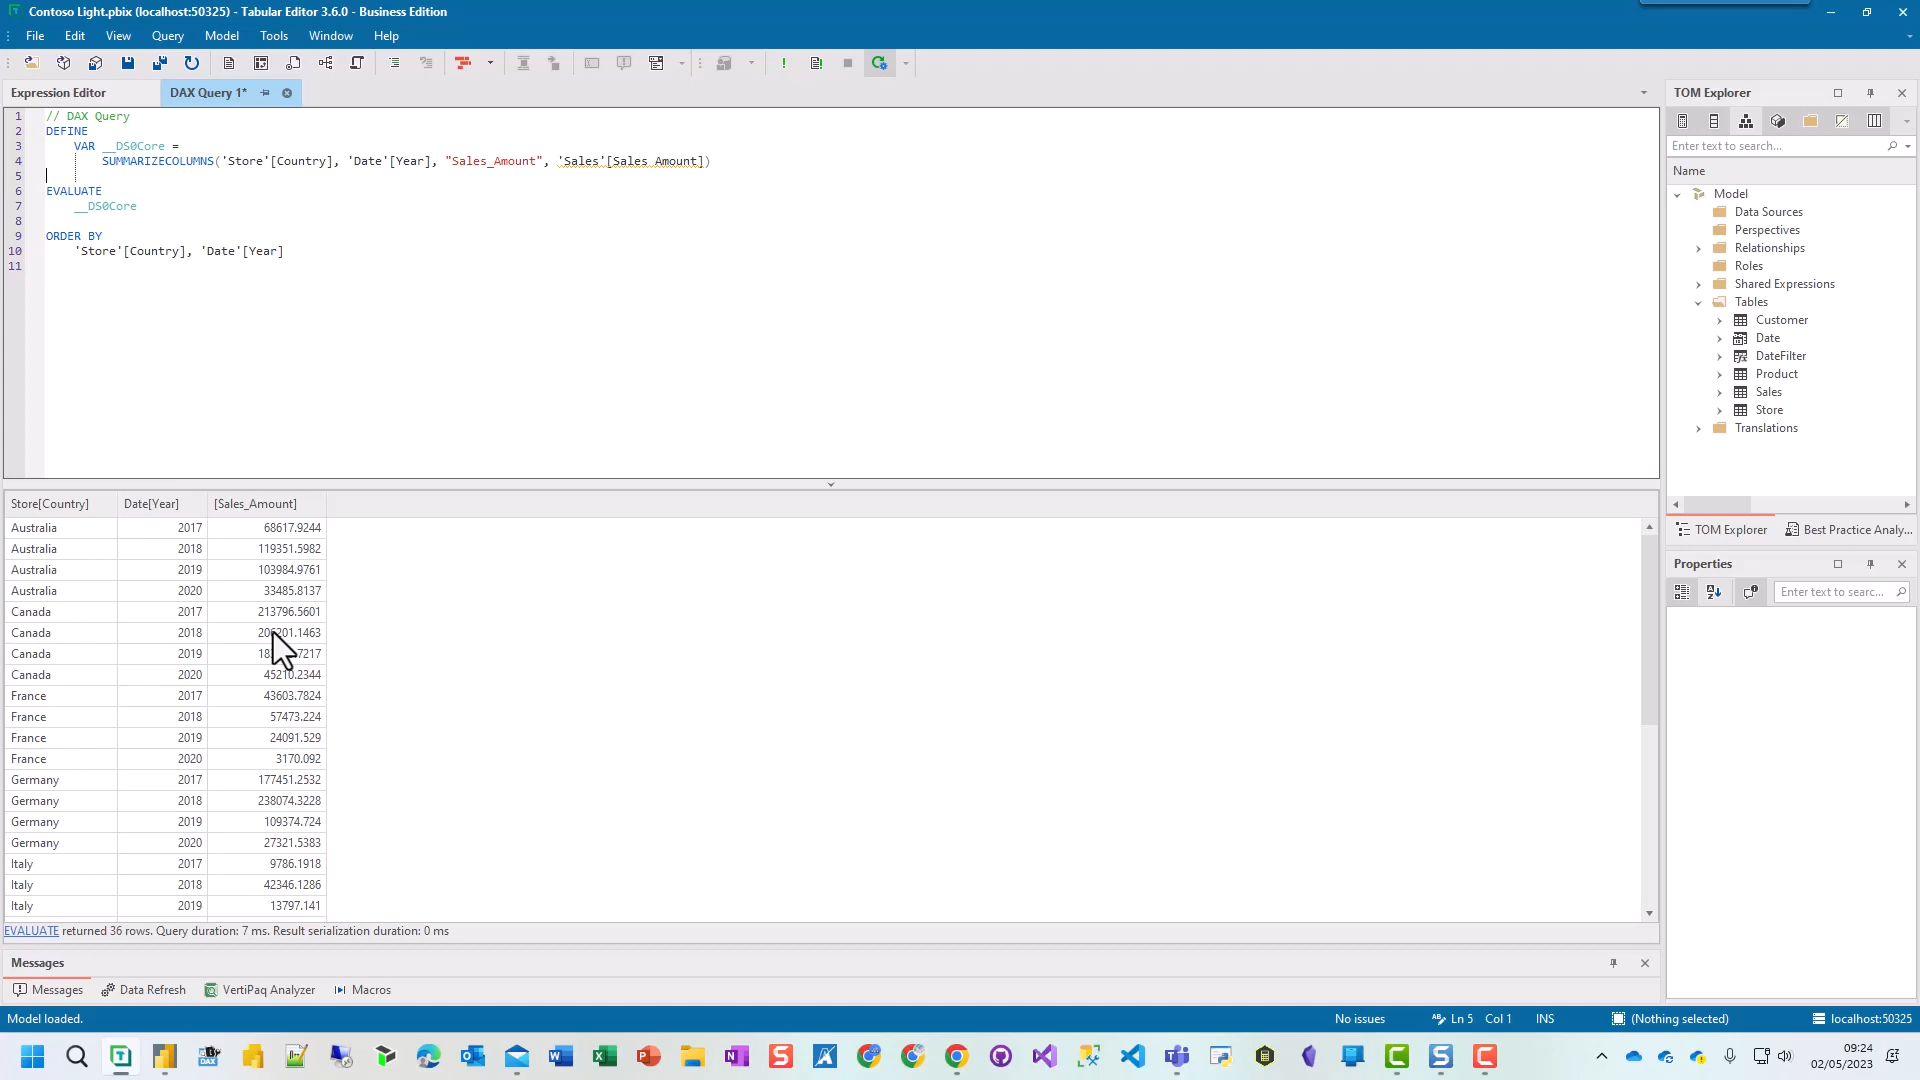 Contoso Light.pbix (localhost:50325) - Tabular Editor 3.6.0 - Business Edition
File Edit View Query Model Tools Window Help
Expression Editor
DAX Query 1*
1 // DAX Query
2 DEFINE
3 VAR __DS0Core =
4 SUMMARIZECOLUMNS('Store'[Country], 'Date'[Year], "Sales_Amount", 'Sales'[Sales Amount])
5
6 EVALUATE
7 __DS0Core
8
9 ORDER BY
10 'Store'[Country], 'Date'[Year]
11
Store[Country] Date[Year] [Sales_Amount]
Australia 2017 68617.9244
Australia 2018 119351.5982
Australia 2019 103984.9761
Australia 2020 33485.8137
Canada 2017 213796.5601
Canada 2018 206201.1463
Canada 2019
Canada 2020 45210.2344
France 2017 43603.7824
France 2018 57473.224
France 2019 24091.529
France 2020 3170.092
Germany 2017 177451.2532
Germany 2018 238074.3228
Germany 2019 109374.724
Germany 2020 27321.5383
Italy 2017 9786.1918
Italy 2018 42346.1286
Italy 2019 13797.141
EVALUATE returned 36 rows. Query duration: 7 ms. Result serialization duration: 0 ms
Messages
Messages Data Refresh VertiPaq Analyzer Macros
TOM Explorer
Enter text to search...
Name
Model
Data Sources
Perspectives
Relationships
Roles
Shared Expressions
Tables
Customer
Date
DateFilter
Product
Sales
Store
Translations
TOM Explorer Best Practice Analy...
Properties
Enter text to searc...
Model loaded.
No issues Ln 5 Col 1 INS (Nothing selected) localhost:50325
09:24
02/05/2023